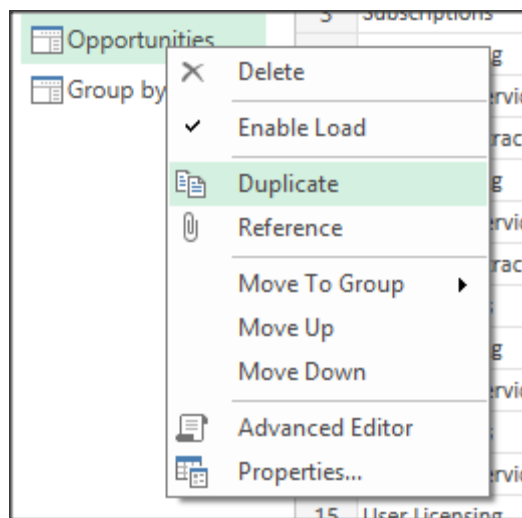 Opportunities
Group by
Delete
Enable Load
Duplicate
Reference
Move To Group
Move Up
Move Down
Advanced Editor
Properties...
3 Subscriptions
15 User Licensing